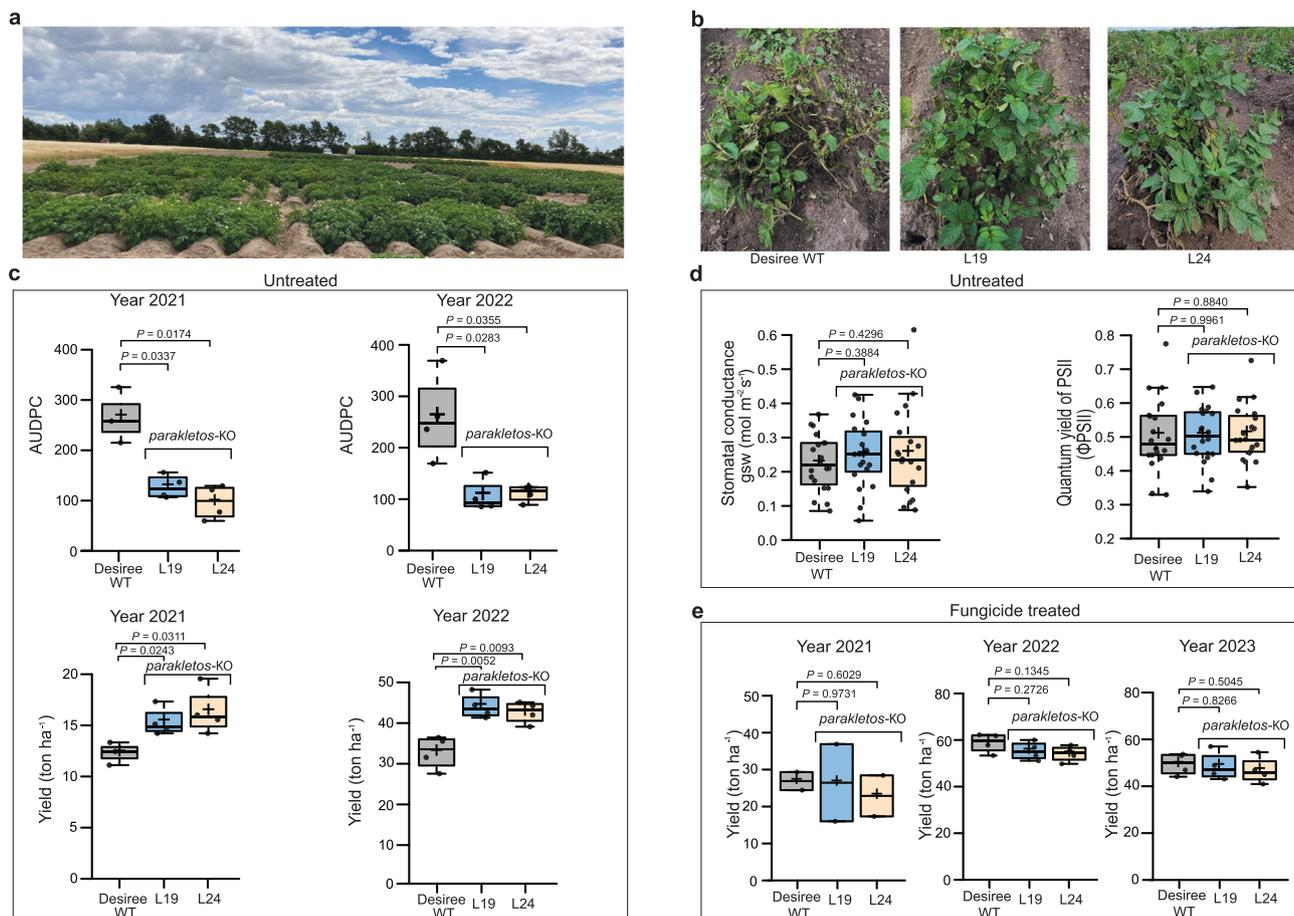 a
b
Desiree WT
L19
L24
c
Untreated
Year 2021
P = 0.0174
P = 0.0337
parakletos-KO
AUDPC
400
300
200
100
0
Desiree
WT
L19
L24
Year 2022
P = 0.0355
P = 0.0283
parakletos-KO
AUDPC
400
300
200
100
0
Desiree
WT
L19
L24
Year 2021
P = 0.0311
P = 0.0243
parakletos-KO
Yield (ton ha⁻¹)
20
15
10
5
0
Desiree
WT
L19
L24
Year 2022
P = 0.0093
P = 0.0052
parakletos-KO
Yield (ton ha⁻¹)
50
40
30
20
10
0
Desiree
WT
L19
L24
d
Untreated
P = 0.4296
P = 0.3884
parakletos-KO
Stomatal conductance
gsw (mol m⁻² s⁻¹)
0.6
0.5
0.4
0.3
0.2
0.1
0.0
Desiree
WT
L19
L24
P = 0.8840
P = 0.9961
parakletos-KO
Quantum yield of PSII
(ΦPSII)
0.8
0.7
0.6
0.5
0.4
0.3
0.2
Desiree
WT
L19
L24
e
Fungicide treated
Year 2021
P = 0.6029
P = 0.9731
parakletos-KO
Yield (ton ha⁻¹)
50
40
30
20
10
0
Desiree
WT
L19
L24
Year 2022
P = 0.1345
P = 0.2726
parakletos-KO
Yield (ton ha⁻¹)
80
60
40
20
0
Desiree
WT
L19
L24
Year 2023
P = 0.5045
P = 0.8266
parakletos-KO
Yield (ton ha⁻¹)
80
60
40
20
0
Desiree
WT
L19
L24